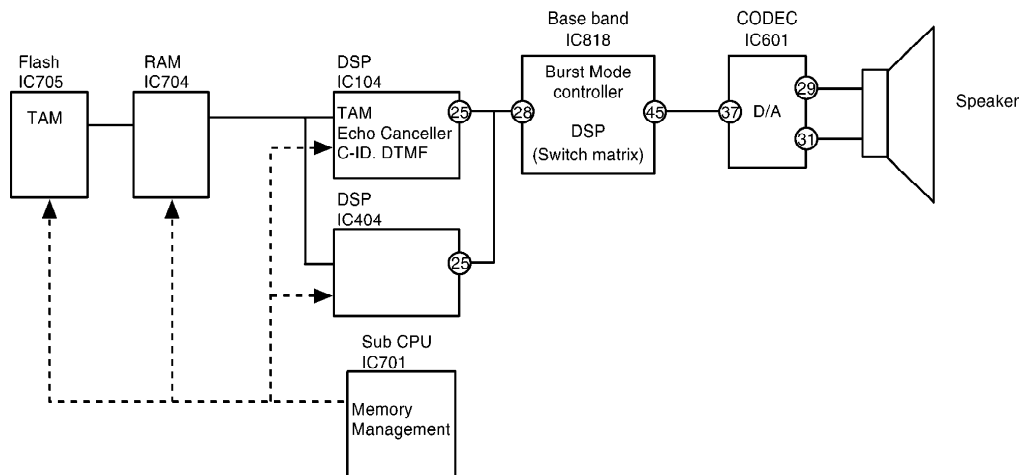 Flash
IC705
TAM
RAM
IC704
DSP
IC104
TAM
Echo Canceller
C-ID. DTMF
25
DSP
IC404
25
Sub CPU
IC701
Memory
Management
Base band
IC818
Burst Mode
controller
DSP
(Switch matrix)
28
45
CODEC
IC601
37
D/A
29
31
Speaker